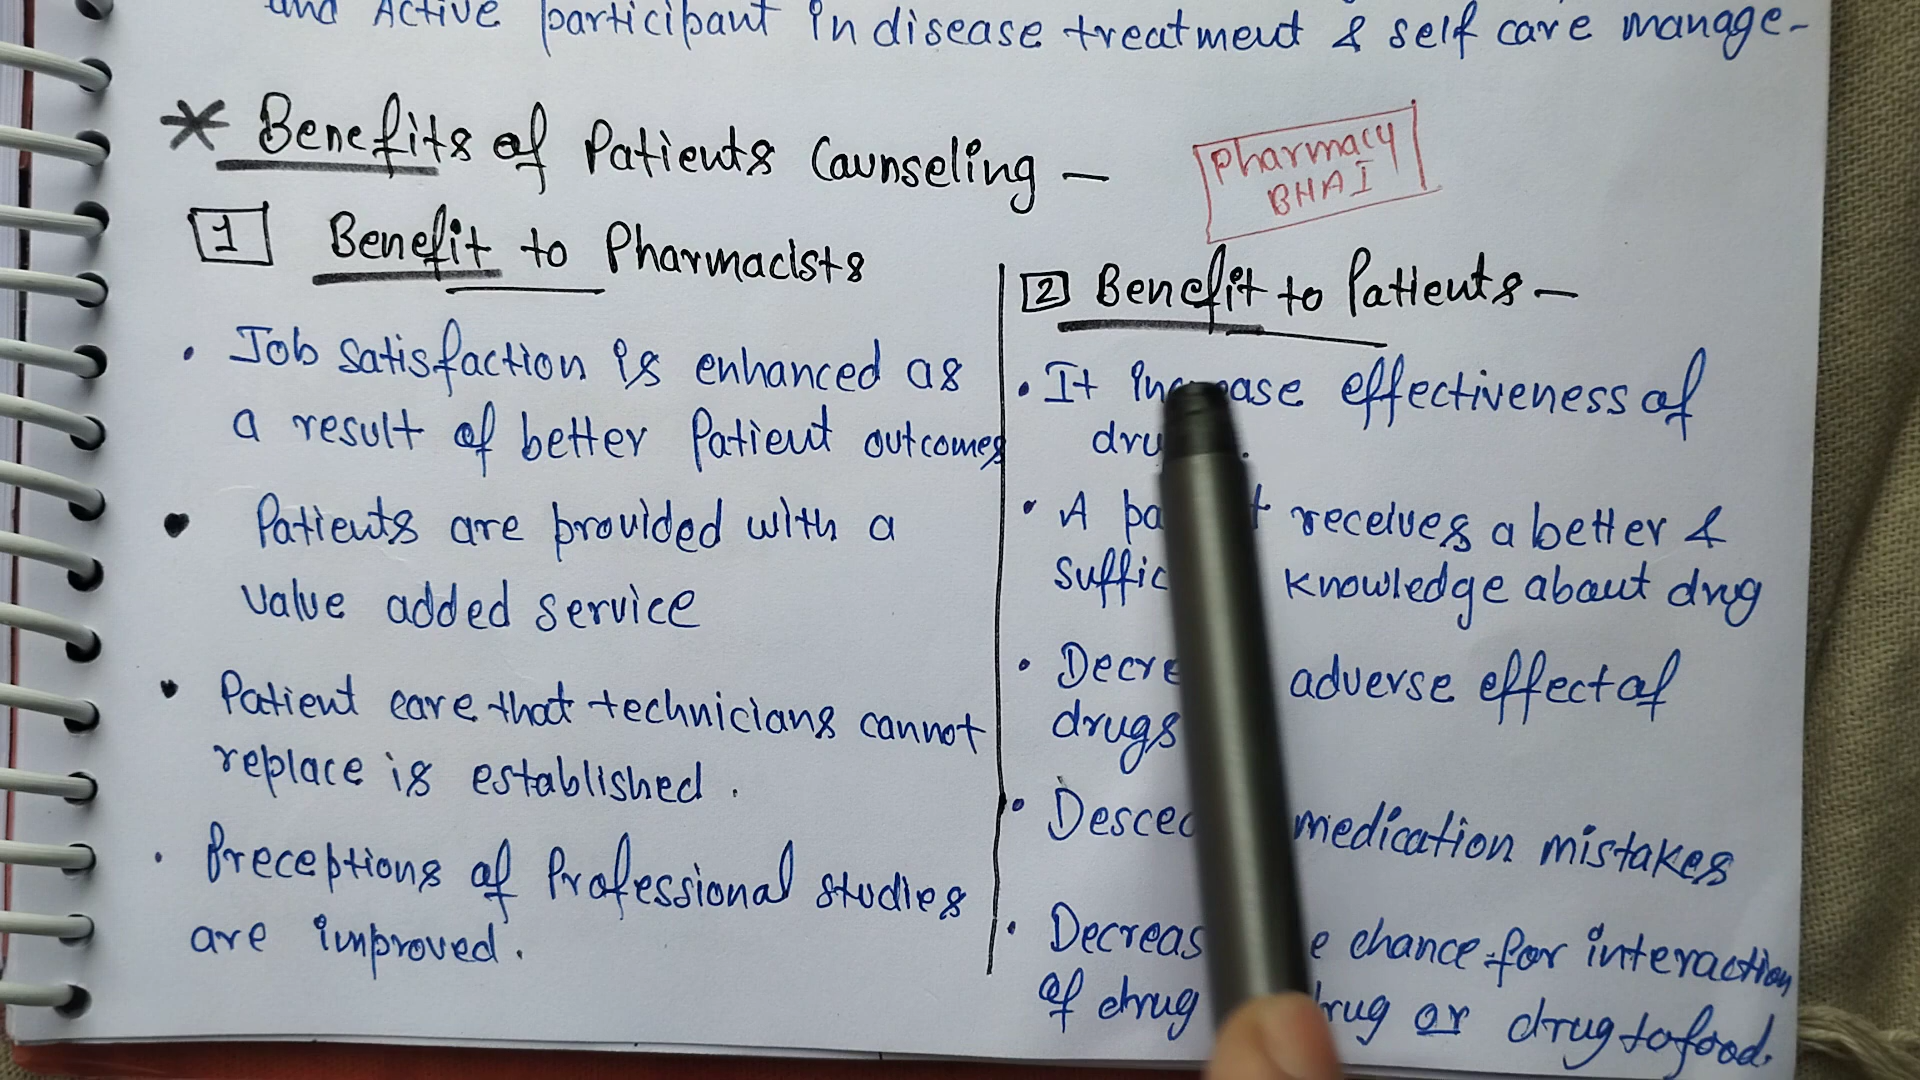 and Active participant in disease treatment & self care manage-
* Benefits of Patients Counseling –
Pharmacy
BHAI
1 Benefit to Pharmacists
• Job satisfaction is enhanced as
a result of better Patient outcomes
• Patients are provided with a
value added service
• Patient care that technicians cannot
replace is established.
• Preceptions of Professional studies
are improved.
2 Benefit to Patients –
• It increase effectiveness of
• A receives a better &
knowledge about drug
• adverse effect of
drugs
• medication mistakes
• chance for interaction
of drug or drug to food.